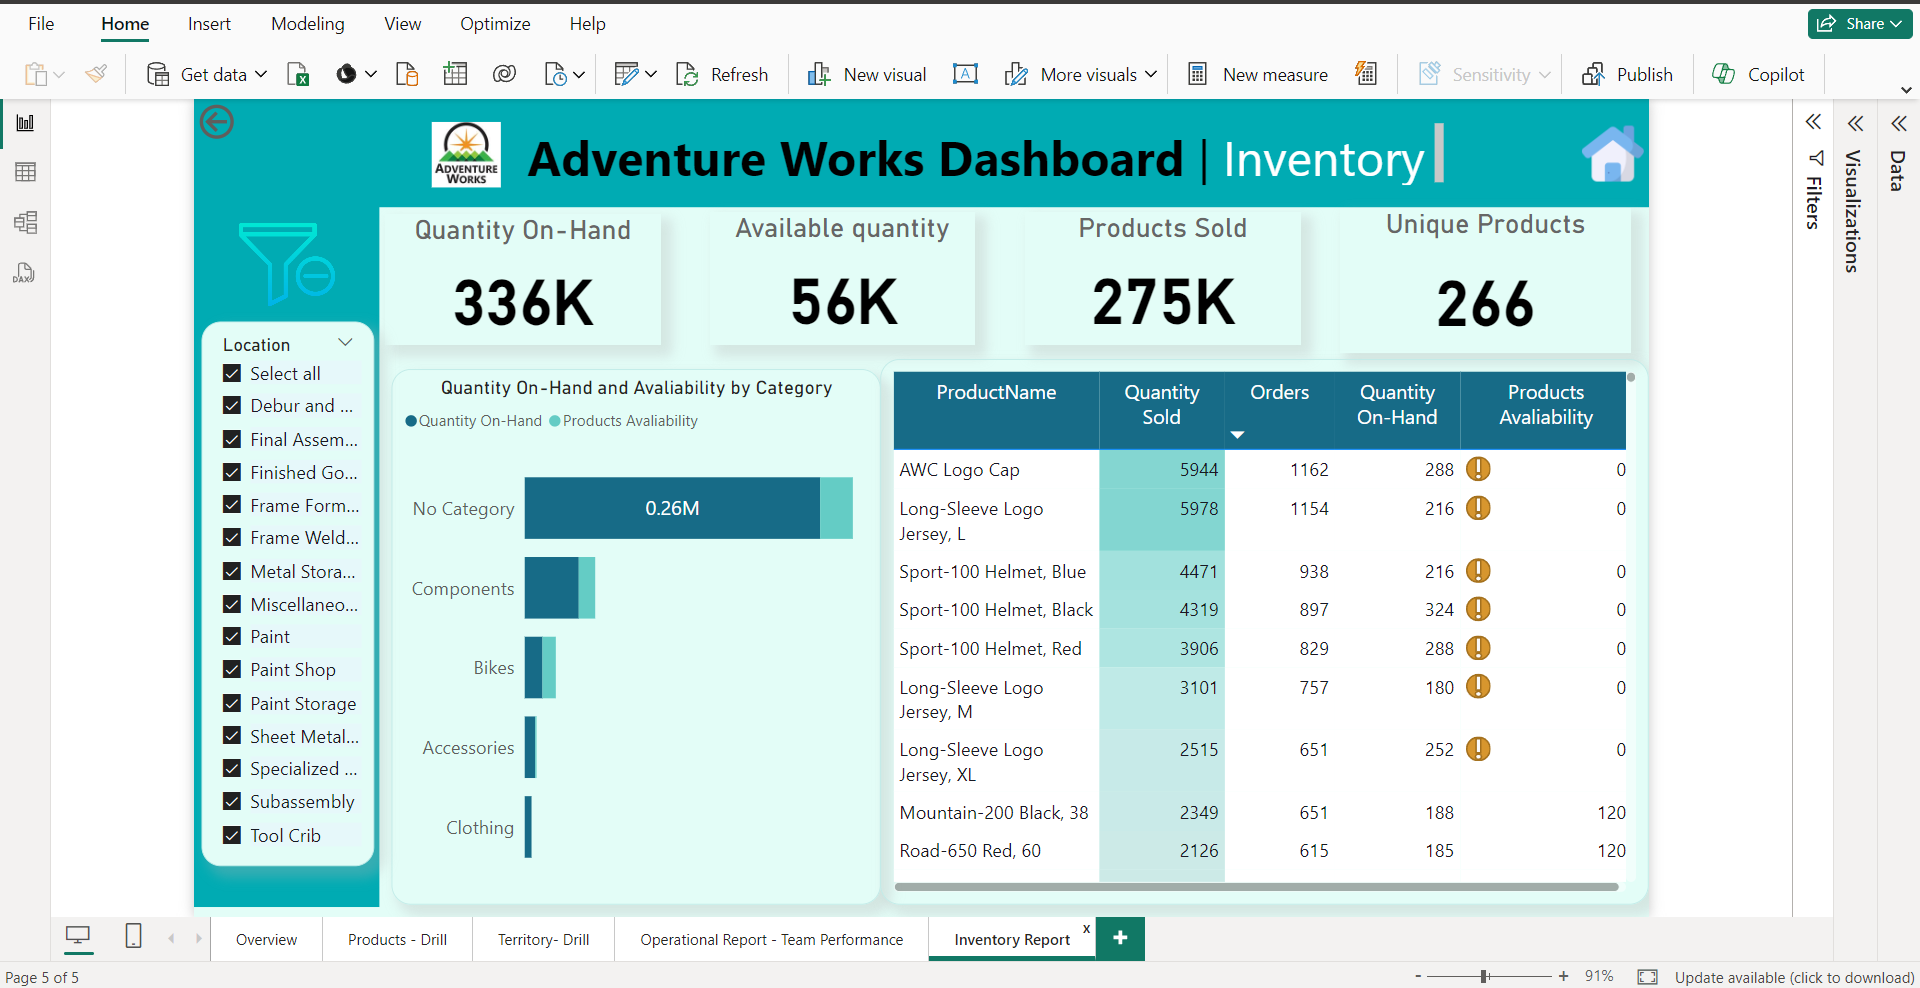 File Home Insert Modeling View Optimize Help Share
Get data Refresh New visual A More visuals New measure Sensitivity Publish Copilot
ADVENTURE
WORKS
Adventure Works Dashboard | Inventory
Quantity On-Hand
336K
Available quantity
56K
Products Sold
275K
Unique Products
266
Location
Select all
Debur and ...
Final Assem...
Finished Go...
Frame Form...
Frame Weld...
Metal Stora...
Miscellaneo...
Paint
Paint Shop
Paint Storage
Sheet Metal...
Specialized ...
Subassembly
Tool Crib
Quantity On-Hand and Avaliability by Category
Quantity On-Hand Products Avaliability
No Category 0.26M
Components
Bikes
Accessories
Clothing
ProductName Quantity Sold Orders Quantity On-Hand Products Avaliability
AWC Logo Cap 5944 1162 288 0
Long-Sleeve Logo Jersey, L 5978 1154 216 0
Sport-100 Helmet, Blue 4471 938 216 0
Sport-100 Helmet, Black 4319 897 324 0
Sport-100 Helmet, Red 3906 829 288 0
Long-Sleeve Logo Jersey, M 3101 757 180 0
Long-Sleeve Logo Jersey, XL 2515 651 252 0
Mountain-200 Black, 38 2349 651 188 120
Road-650 Red, 60 2126 615 185 120
Filters
Visualizations
Data
DAX
Overview Products - Drill Territory- Drill Operational Report - Team Performance Inventory Report x +
Page 5 of 5 - + 91% Update available (click to download)